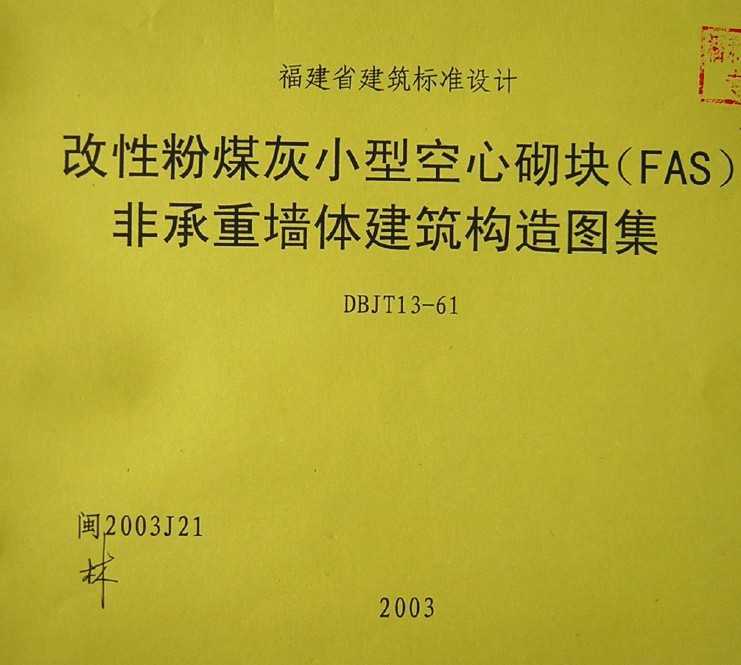 福建省建筑标准设计
改性粉煤灰小型空心砌块(FAS)
非承重墙体建筑构造图集
DBJT13-61
闽2003J21
林
2003